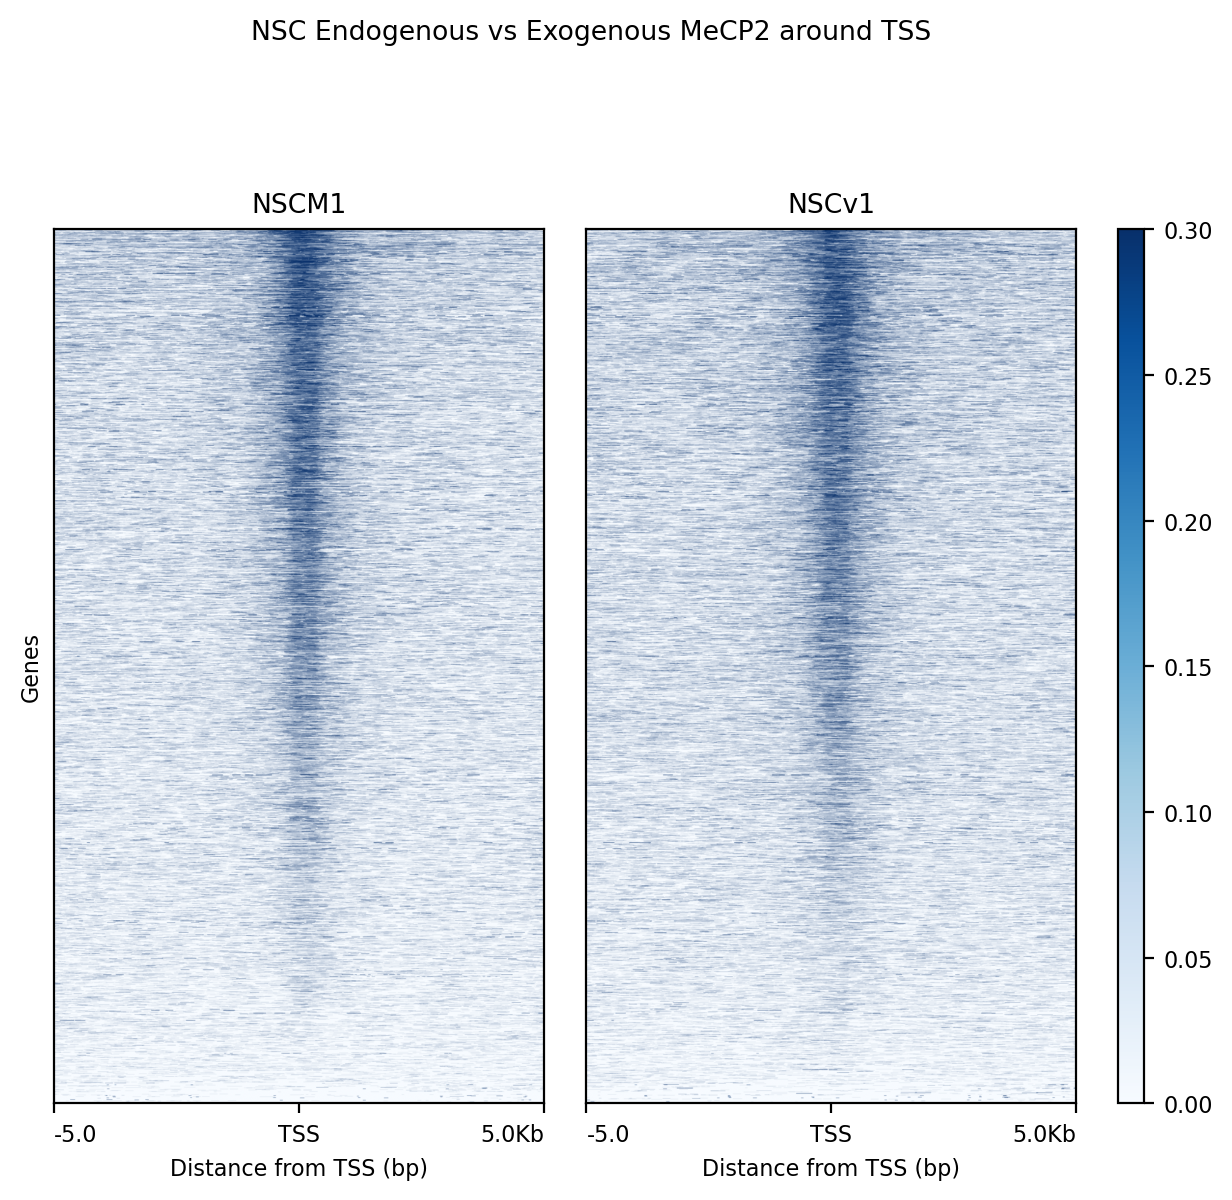 NSC Endogenous vs Exogenous MeCP2 around TSS
NSCM1
NSCv1
Genes
0.30
0.25
0.20
0.15
0.10
0.05
0.00
-5.0 TSS 5.0Kb
-5.0 TSS 5.0Kb
Distance from TSS (bp)
Distance from TSS (bp)